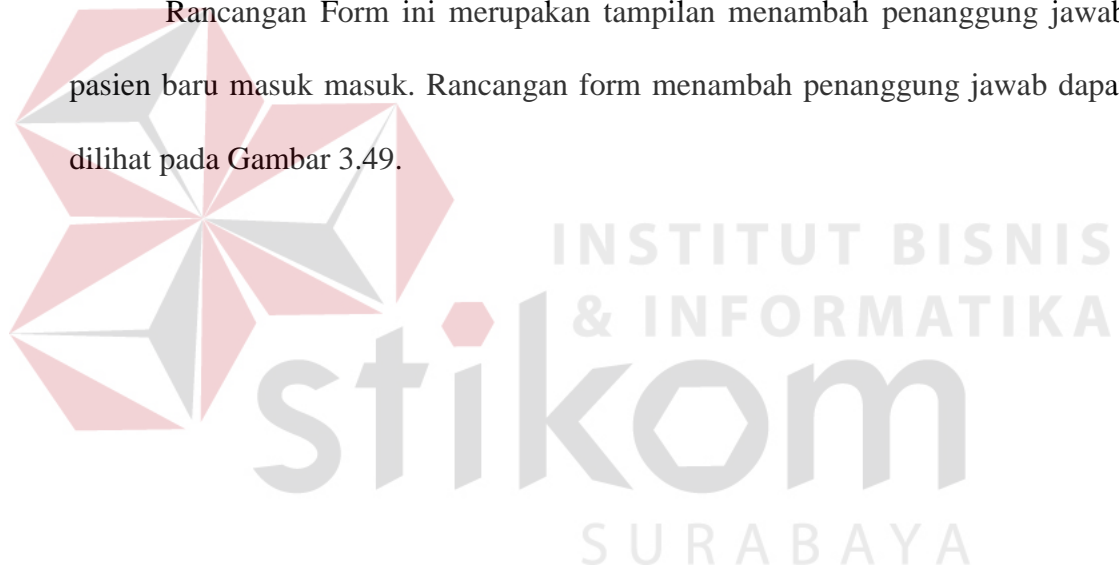 Rancangan Form ini merupakan tampilan menambah penanggung jawab
pasien baru masuk masuk. Rancangan form menambah penanggung jawab dapa
dilihat pada Gambar 3.49.
INSTITUT BISNIS
& INFORMATIKA
stikom
SURABAYA